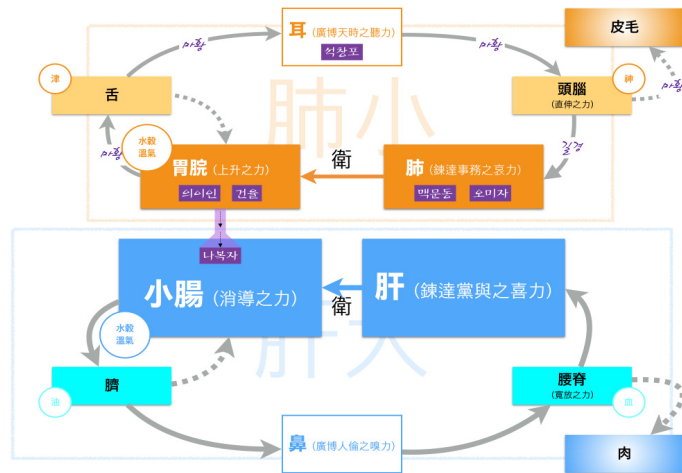 耳 (廣博天時之聽力)
마황
석창포
마황
皮毛
津
舌
頭腦
(直伸之力)
神
마황
肺小
水穀
溫氣
마황
胃脘 (上升之力)
의이인
건율
衛
肺 (鍊達事務之哀力)
맥문동
오미자
길경
나복자
小腸 (消導之力)
衛
肝 (鍊達黨與之喜力)
水穀
溫氣
肝大
油
臍
腰脊
(寬放之力)
血
鼻 (廣博人倫之嗅力)
肉